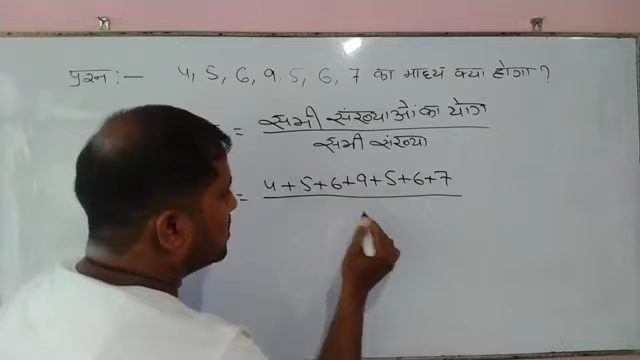 प्रश्न :— 4, 5, 6, 9, 5, 6, 7 का माध्य क्या होगा ?
= सभी संख्याओं का योग
सभी संख्या
= 4+5+6+9+5+6+7